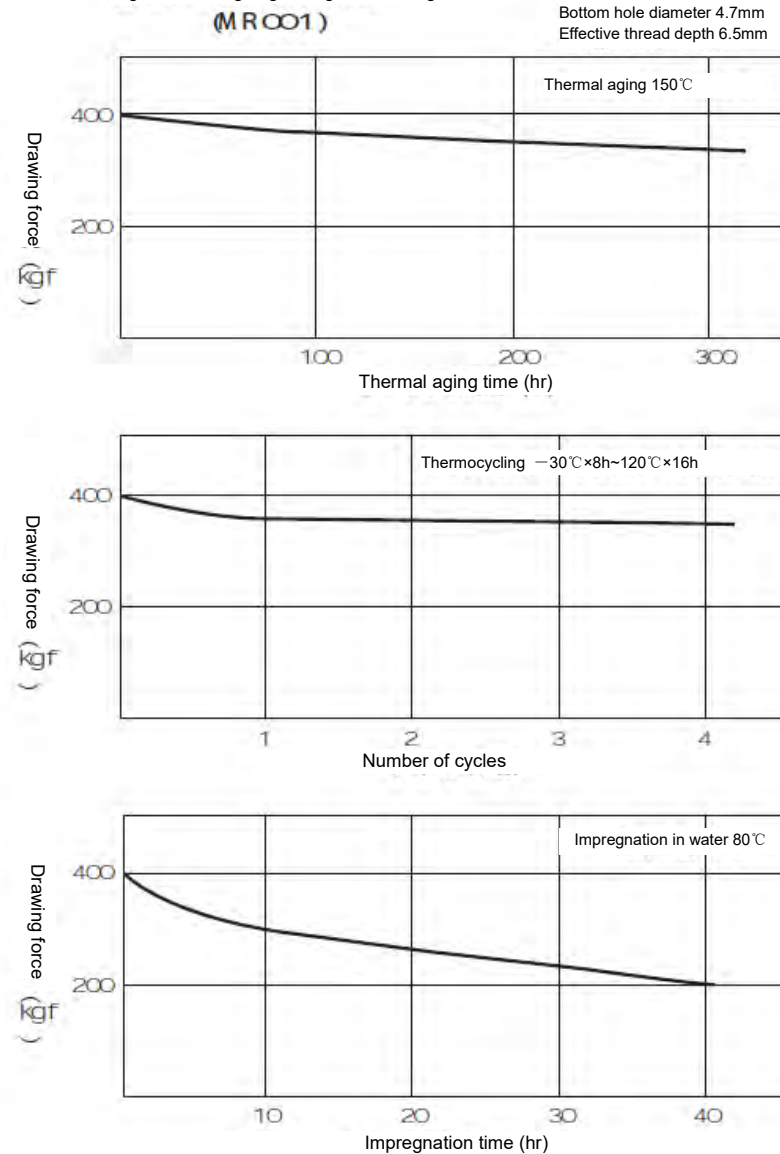 (MR001)
Bottom hole diameter 4.7mm
Effective thread depth 6.5mm
Thermal aging 150℃
400
200
Drawing force
(kgf)
100
200
300
Thermal aging time (hr)
Thermocycling －30℃×8h~120℃×16h
400
200
Drawing force
(kgf)
1
2
3
4
Number of cycles
Impregnation in water 80℃
400
200
Drawing force
(kgf)
10
20
30
40
Impregnation time (hr)